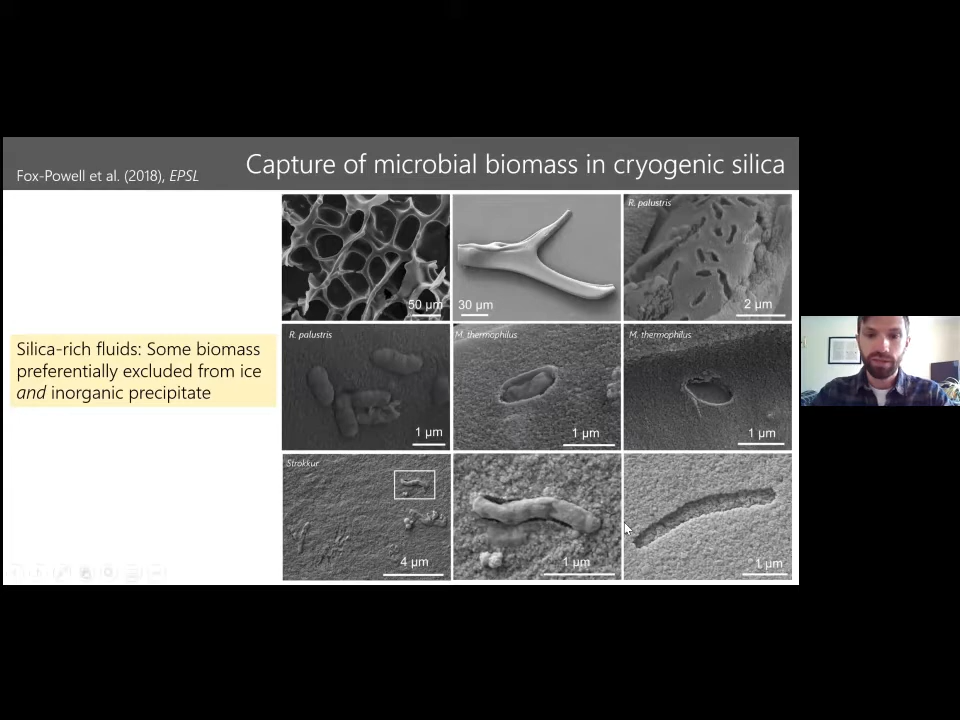 Fox-Powell et al. (2018), EPSL
Capture of microbial biomass in cryogenic silica
50 µm
30 µm
R. palustris
2 µm
Silica-rich fluids: Some biomass
preferentially excluded from ice
and inorganic precipitate
R. palustris
1 µm
M. thermophilus
1 µm
M. thermophilus
1 µm
Strokkur
4 µm
1 µm
1 µm